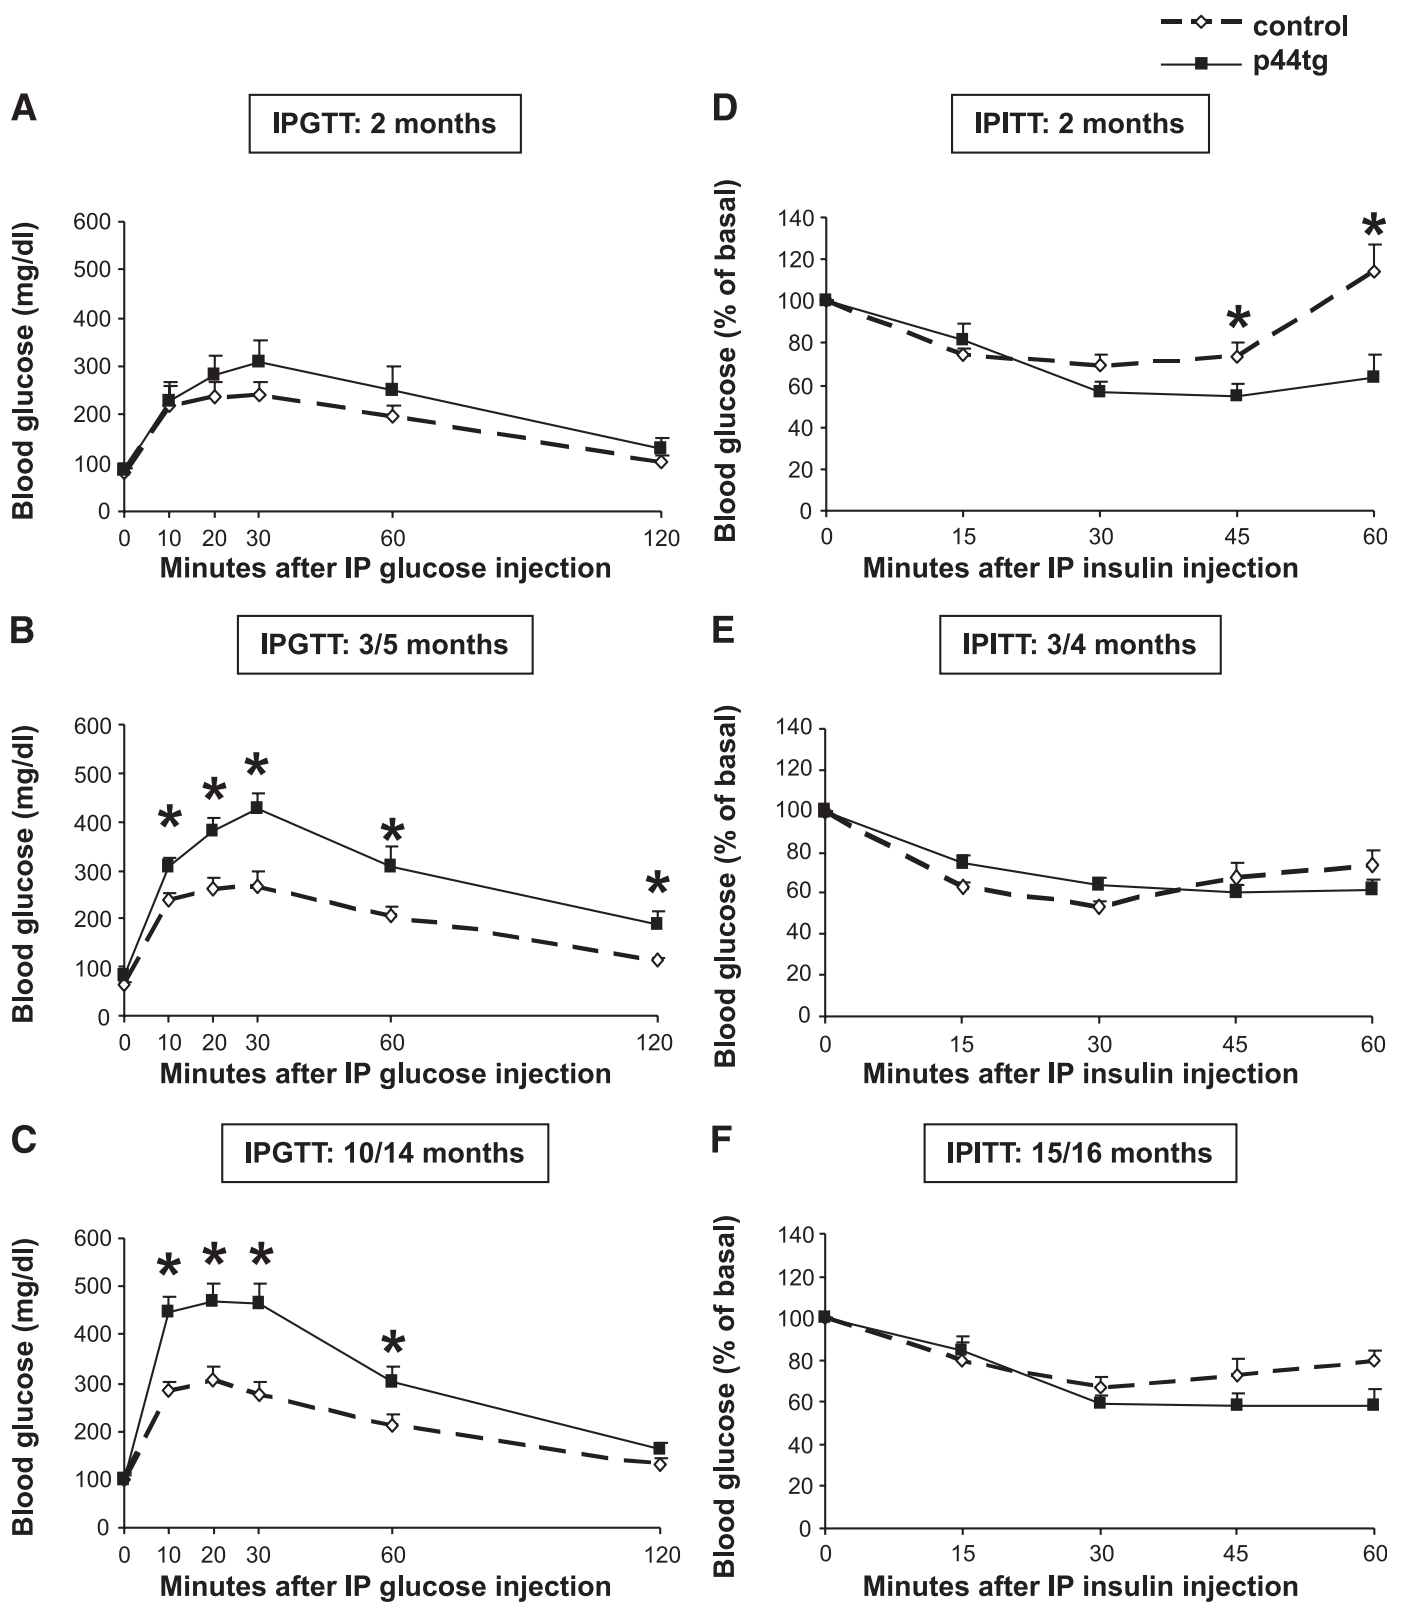 control
p44tg
A
IPGTT: 2 months
Blood glucose (mg/dl)
600
500
400
300
200
100
0
0 10 20 30 60 120
Minutes after IP glucose injection
D
IPITT: 2 months
Blood glucose (% of basal)
140
120
100
80
60
40
20
0
0 15 30 45 60
*
*
Minutes after IP insulin injection
B
IPGTT: 3/5 months
Blood glucose (mg/dl)
600
500
400
300
200
100
0
0 10 20 30 60 120
*
*
*
*
*
Minutes after IP glucose injection
E
IPITT: 3/4 months
Blood glucose (% of basal)
140
120
100
80
60
40
20
0
0 15 30 45 60
Minutes after IP insulin injection
C
IPGTT: 10/14 months
Blood glucose (mg/dl)
600
500
400
300
200
100
0
0 10 20 30 60 120
*
*
*
*
Minutes after IP glucose injection
F
IPITT: 15/16 months
Blood glucose (% of basal)
140
120
100
80
60
40
20
0
0 15 30 45 60
Minutes after IP insulin injection